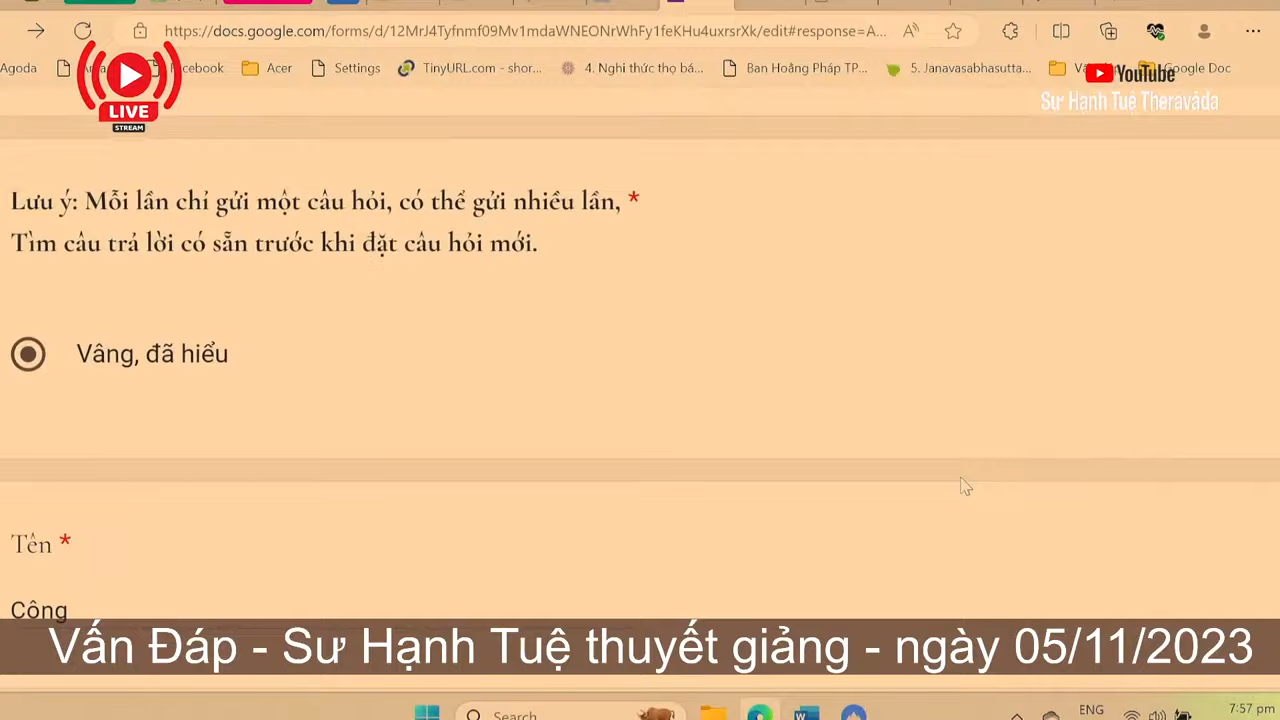 https://docs.google.com/forms/d/12MrJ4Tyfnmf09Mv1mdaWNEONrWhFy1feKHu4uxrsrXk/edit#response=A...
Agoda
cebook
Acer
Settings
TinyURL.com - shor...
4. Nghi thức thọ bá...
Ban Hoằng Pháp TP...
5. Janavasabhasutta...
Google Doc
LIVE
STREAM
YouTube
Sư Hạnh Tuệ Theravāda
Lưu ý: Mỗi lần chỉ gửi một câu hỏi, có thể gửi nhiều lần, *
Tìm câu trả lời có sẵn trước khi đặt câu hỏi mới.
Vâng, đã hiểu
Tên *
Công
Vấn Đáp - Sư Hạnh Tuệ thuyết giảng - ngày 05/11/2023
Search
ENG
7:57 pm